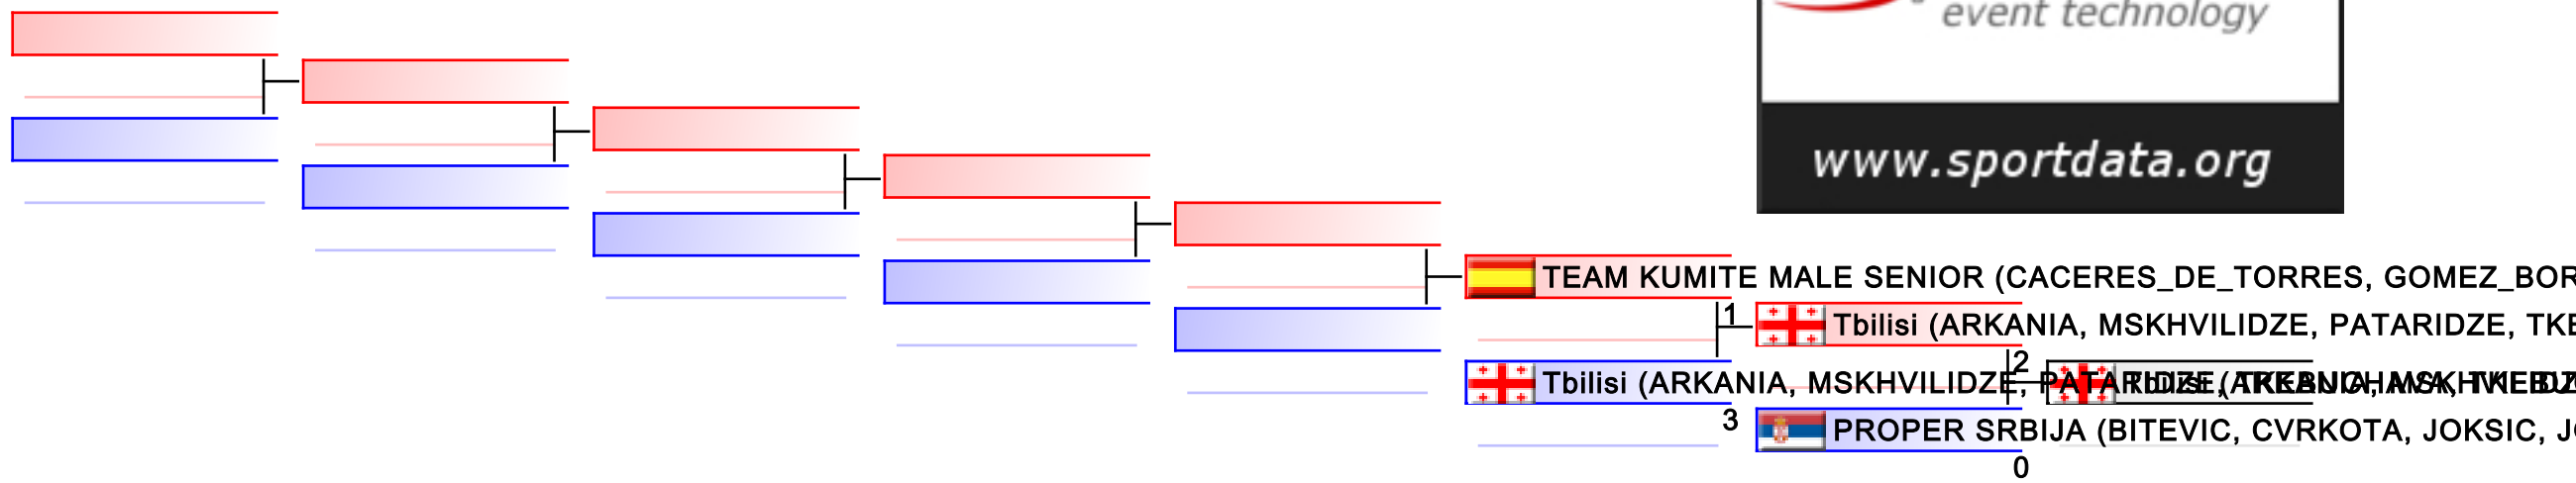 event technology
www.sportdata.org
TEAM KUMITE MALE SENIOR (CACERES_DE_TORRES, GOMEZ_BOR
1
Tbilisi (ARKANIA, MSKHVILIDZE, PATARIDZE, TKE
2
Tbilisi (ARKANIA, MSKHVILIDZE,
3
PROPER SRBIJA (BITEVIC, CVRKOTA, JOKSIC,
0